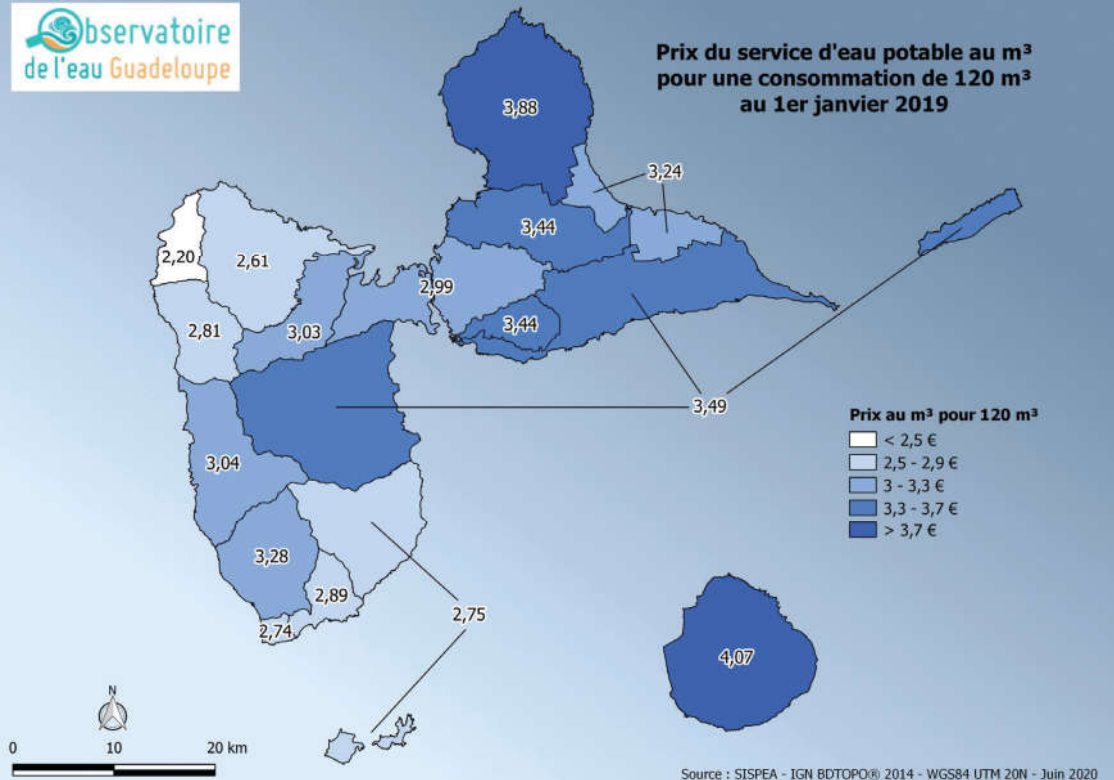 Observatoire
de l'eau Guadeloupe
Prix du service d'eau potable au m³
pour une consommation de 120 m³
au 1er janvier 2019
3,88
3,24
3,44
2,20
2,61
2,99
2,81
3,03
3,44
3,49
3,04
3,28
2,89
2,74
2,75
4,07
Prix au m³ pour 120 m³
< 2,5 €
2,5 - 2,9 €
3 - 3,3 €
3,3 - 3,7 €
> 3,7 €
N
0 10 20 km
Source : SISPEA - IGN BDTOPO® 2014 - WGS84 UTM 20N - Juin 2020